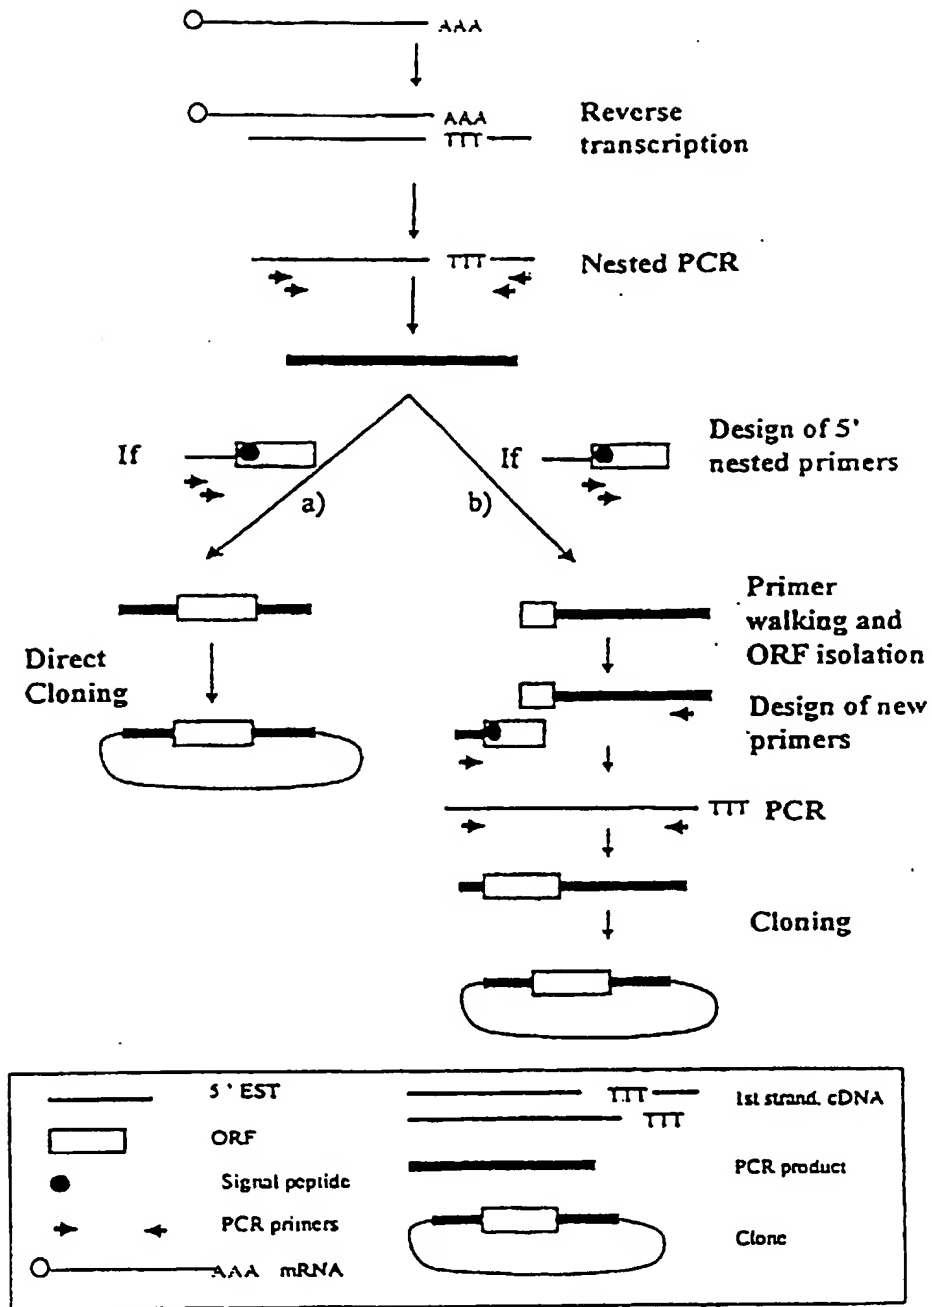 AAA
AAA
TTT
Reverse
transcription
TTT
Nested PCR
If
a)
If
b)
Design of 5'
nested primers
Direct
Cloning
Primer
walking and
ORF isolation
Design of new
primers
TTT PCR
Cloning
5' EST
ORF
Signal peptide
PCR primers
AAA mRNA
TTT
TTT
1st strand. cDNA
PCR product
Clone